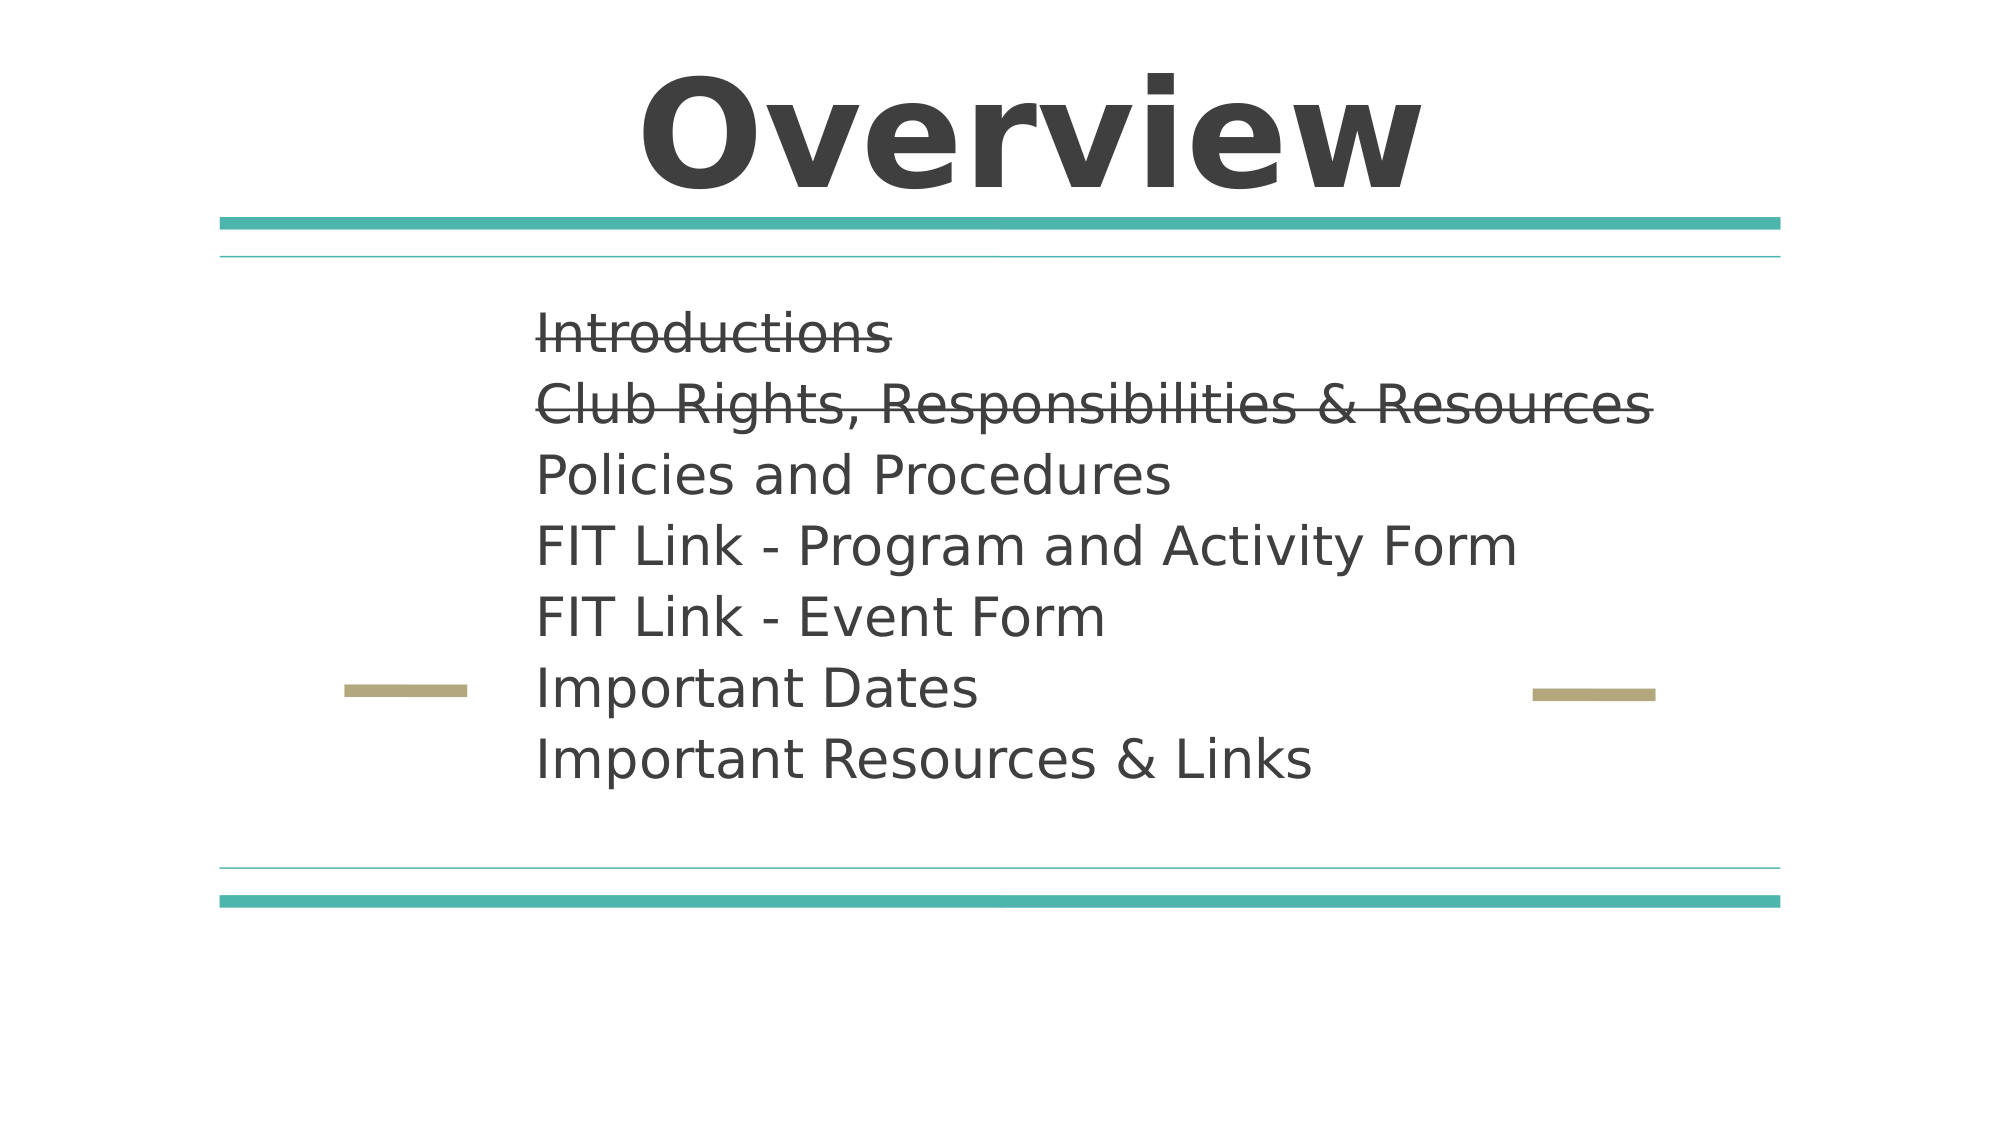 Overview
Introductions
Club Rights, Responsibilities & Resources
Policies and Procedures
FIT Link - Program and Activity Form
FIT Link - Event Form
Important Dates
Important Resources & Links